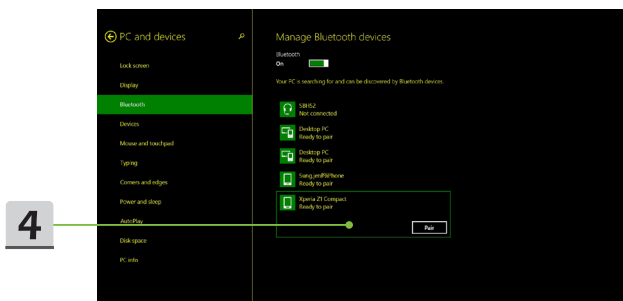 PC and devices
Lock screen
Display
Bluetooth
Devices
Mouse and touchpad
Typing
Corners and edges
Power and sleep
AutoPlay
Disk space
PC info
Manage Bluetooth devices
Bluetooth
On
Your PC is searching for and can be discovered by Bluetooth devices.
SBH52
Not connected
Desktop PC
Ready to pair
Desktop PC
Ready to pair
Ready to pair
Xperia Z1 Compact
Ready to pair
Pair
4